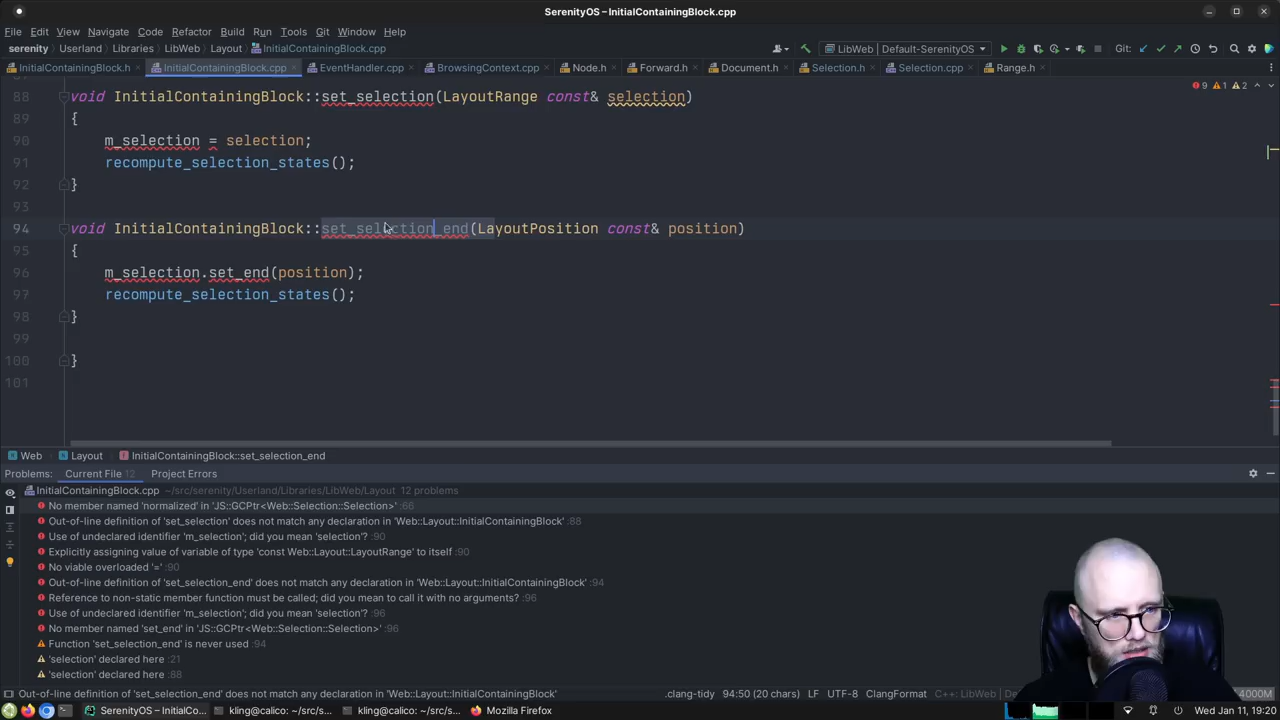 SerenityOS – InitialContainingBlock.cpp
File Edit View Navigate Code Refactor Build Run Tools Git Window Help
serenity Userland Libraries LibWeb Layout InitialContainingBlock.cpp LibWeb | Default-SerenityOS Git:
InitialContainingBlock.h InitialContainingBlock.cpp EventHandler.cpp BrowsingContext.cpp Node.h Forward.h Document.h Selection.h Selection.cpp Range.h
9 1 2
88 void InitialContainingBlock::set_selection(LayoutRange const& selection)
89 {
90 m_selection = selection;
91 recompute_selection_states();
92 }
93
94 void InitialContainingBlock::set_selection_end(LayoutPosition const& position)
95 {
96 m_selection.set_end(position);
97 recompute_selection_states();
98 }
99
100 }
101
Web Layout InitialContainingBlock::set_selection_end
Problems: Current File 12 Project Errors
InitialContainingBlock.cpp ~/src/serenity/Userland/Libraries/LibWeb/Layout 12 problems
No member named 'normalized' in 'JS::GCPtr<Web::Selection::Selection>' :66
Out-of-line definition of 'set_selection' does not match any declaration in 'Web::Layout::InitialContainingBlock' :88
Use of undeclared identifier 'm_selection'; did you mean 'selection'? :90
Explicitly assigning value of variable of type 'const Web::Layout::LayoutRange' to itself :90
No viable overloaded '=' :90
Out-of-line definition of 'set_selection_end' does not match any declaration in 'Web::Layout::InitialContainingBlock' :94
Reference to non-static member function must be called; did you mean to call it with no arguments? :96
Use of undeclared identifier 'm_selection'; did you mean 'selection'? :96
No member named 'set_end' in 'JS::GCPtr<Web::Selection::Selection>' :96
Function 'set_selection_end' is never used :94
'selection' declared here :21
'selection' declared here :88
Out-of-line definition of 'set_selection_end' does not match any declaration in 'Web::Layout::InitialContainingBlock' .clang-tidy 94:50 (20 chars) LF UTF-8 ClangFormat C++: LibWeb 4000M
SerenityOS – InitialCo... kling@calico: ~/src/s... kling@calico: ~/src/s... Mozilla Firefox Wed Jan 11, 19:20